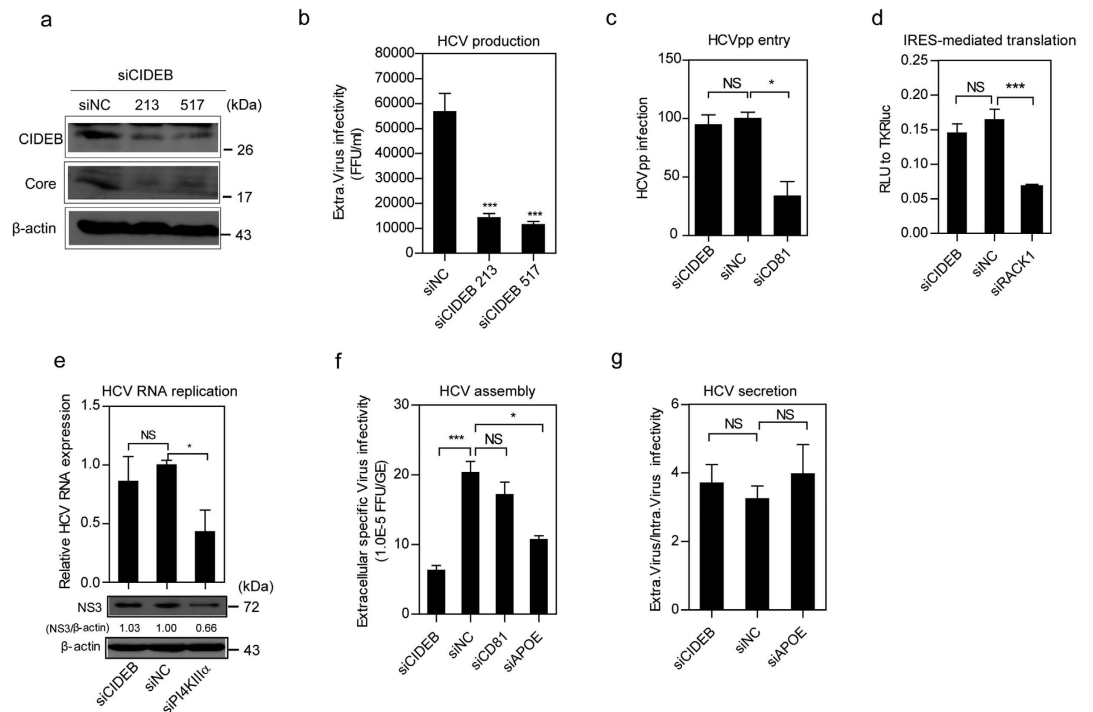 a
siCIDEB
siNC 213 517 (kDa)
CIDEB
26
Core
17
β-actin
43
b
HCV production
Extra.Virus infectivity
(FFU/ml)
80000
70000
60000
50000
40000
30000
20000
10000
0
***
***
siNC
siCIDEB 213
siCIDEB 517
c
HCVpp entry
HCVpp infection
150
100
50
0
NS
*
siCIDEB
siNC
siCD81
d
IRES-mediated translation
RLU to TKRluc
0.25
0.20
0.15
0.10
0.05
0.00
NS
***
siCIDEB
siNC
siRACK1
e
HCV RNA replication
Relative HCV RNA expression
1.5
1.0
0.5
0.0
NS
*
(kDa)
NS3
72
(NS3/β-actin) 1.03 1.00 0.66
β-actin
43
siCIDEB
siNC
siPI4KIIIα
f
HCV assembly
Extracellular specific Virus infectivity
(1.0E-5 FFU/GE)
30
20
10
0
***
NS
*
siCIDEB
siNC
siCD81
siAPOE
g
HCV secretion
Extra.Virus/Intra.Virus infectivity
6
4
2
0
NS
NS
siCIDEB
siNC
siAPOE